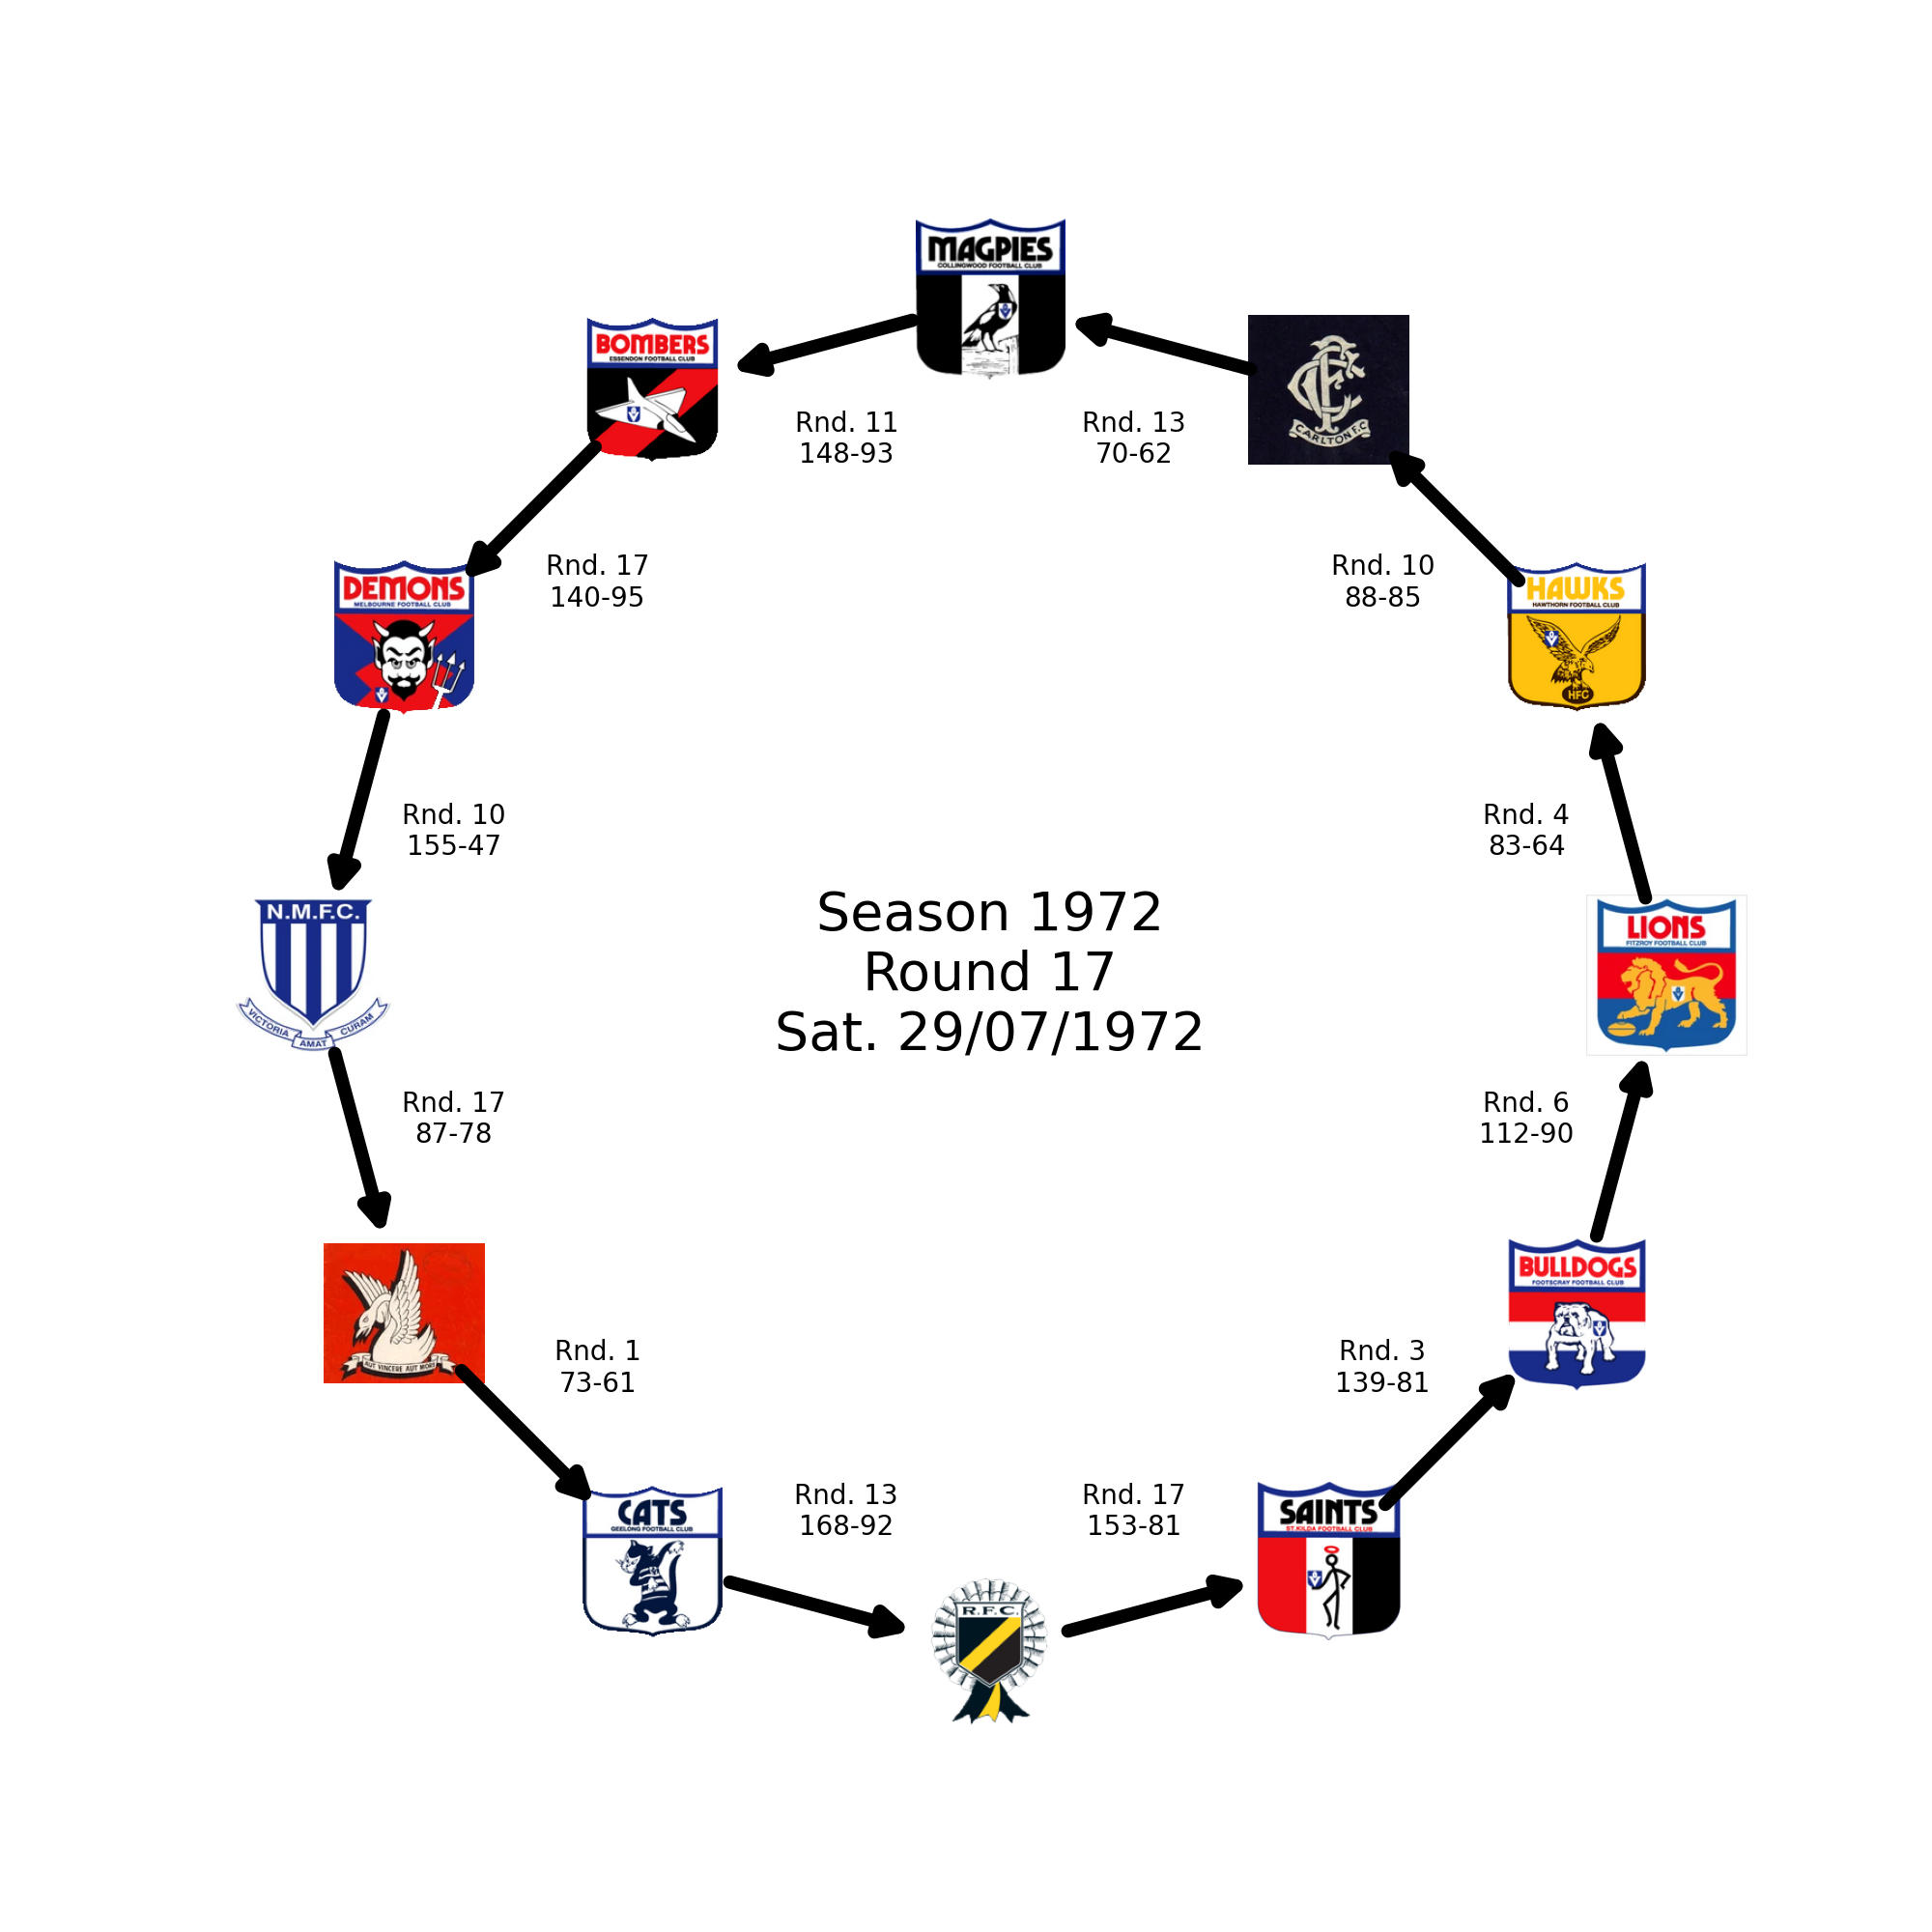 MAGPIES
COLLINGWOOD FOOTBALL CLUB
BOMBERS
ESSENDON FOOTBALL CLUB
CARLTON F.C
Rnd. 11
148-93
Rnd. 13
70-62
DEMONS
MELBOURNE FOOTBALL CLUB
Rnd. 17
140-95
Rnd. 10
88-85
HAWKS
HAWTHORN FOOTBALL CLUB
HFC
Rnd. 10
155-47
Rnd. 4
83-64
N.M.F.C.
VICTORIA AMAT CURAM
Season 1972
Round 17
Sat. 29/07/1972
LIONS
FITZROY FOOTBALL CLUB
Rnd. 17
87-78
Rnd. 6
112-90
AUT VINCERE AUT MORI
BULLDOGS
FOOTSCRAY FOOTBALL CLUB
Rnd. 1
73-61
Rnd. 3
139-81
CATS
GEELONG FOOTBALL CLUB
Rnd. 13
168-92
Rnd. 17
153-81
SAINTS
ST.KILDA FOOTBALL CLUB
R.F.C.